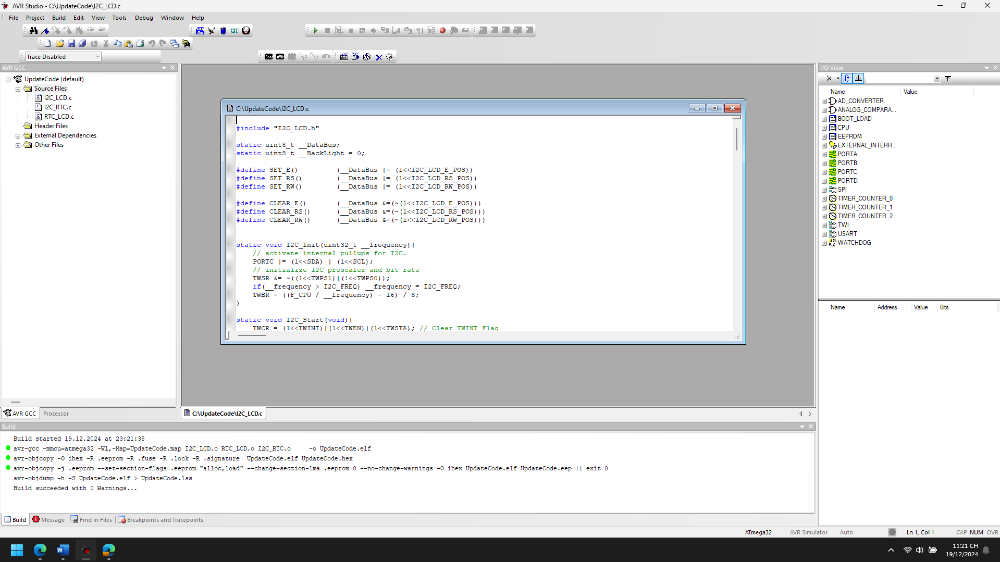 AVR Studio - C:\UpdateCode\I2C_LCD.c
File Project Build Edit View Tools Debug Window Help
Con AVR AUTO
Trace Disabled
AVR GCC
UpdateCode (default)
Source Files
I2C_LCD.c
I2C_RTC.c
RTC_LCD.c
Header Files
External Dependencies
Other Files
AVR GCC Processor
C:\UpdateCode\I2C_LCD.c
#include "I2C_LCD.h"
static uint8_t __DataBus;
static uint8_t __BackLight = 0;
#define SET_E() (__DataBus |= (1<<I2C_LCD_E_POS))
#define SET_RS() (__DataBus |= (1<<I2C_LCD_RS_POS))
#define SET_RW() (__DataBus |= (1<<I2C_LCD_RW_POS))
#define CLEAR_E() (__DataBus &=(~(1<<I2C_LCD_E_POS)))
#define CLEAR_RS() (__DataBus &=(~(1<<I2C_LCD_RS_POS)))
#define CLEAR_RW() (__DataBus &=(~(1<<I2C_LCD_RW_POS)))
static void I2C_Init(uint32_t __frequency){
// activate internal pullups for I2C.
PORTC |= (1<<SDA) | (1<<SCL);
// initialize I2C prescaler and bit rate
TWSR &= ~((1<<TWPS1)|(1<<TWPS0));
if(__frequency > I2C_FREQ) __frequency = I2C_FREQ;
TWBR = ((F_CPU / __frequency) - 16) / 8;
}
static void I2C_Start(void){
TWCR = (1<<TWINT)|(1<<TWEN)|(1<<TWSTA); // Clear TWINT Flag
C:\UpdateCode\I2C_LCD.c
I/O View
Name Value
AD_CONVERTER
ANALOG_COMPARA...
BOOT_LOAD
CPU
EEPROM
EXTERNAL_INTERR...
PORTA
PORTB
PORTC
PORTD
SPI
TIMER_COUNTER_0
TIMER_COUNTER_1
TIMER_COUNTER_2
TWI
USART
WATCHDOG
Name Address Value Bits
Build
Build started 19.12.2024 at 23:21:38
avr-gcc -mmcu=atmega32 -Wl,-Map=UpdateCode.map I2C_LCD.o RTC_LCD.o I2C_RTC.o -o UpdateCode.elf
avr-objcopy -O ihex -R .eeprom -R .fuse -R .lock -R .signature UpdateCode.elf UpdateCode.hex
avr-objcopy -j .eeprom --set-section-flags=.eeprom="alloc,load" --change-section-lma .eeprom=0 --no-change-warnings -O ihex UpdateCode.elf UpdateCode.eep || exit 0
avr-objdump -h -S UpdateCode.elf > UpdateCode.lss
Build succeeded with 0 Warnings...
Build Message Find in Files Breakpoints and Tracepoints
ATmega32 AVR Simulator Auto Ln 1, Col 1 CAP NUM OVR
11:21 CH
19/12/2024